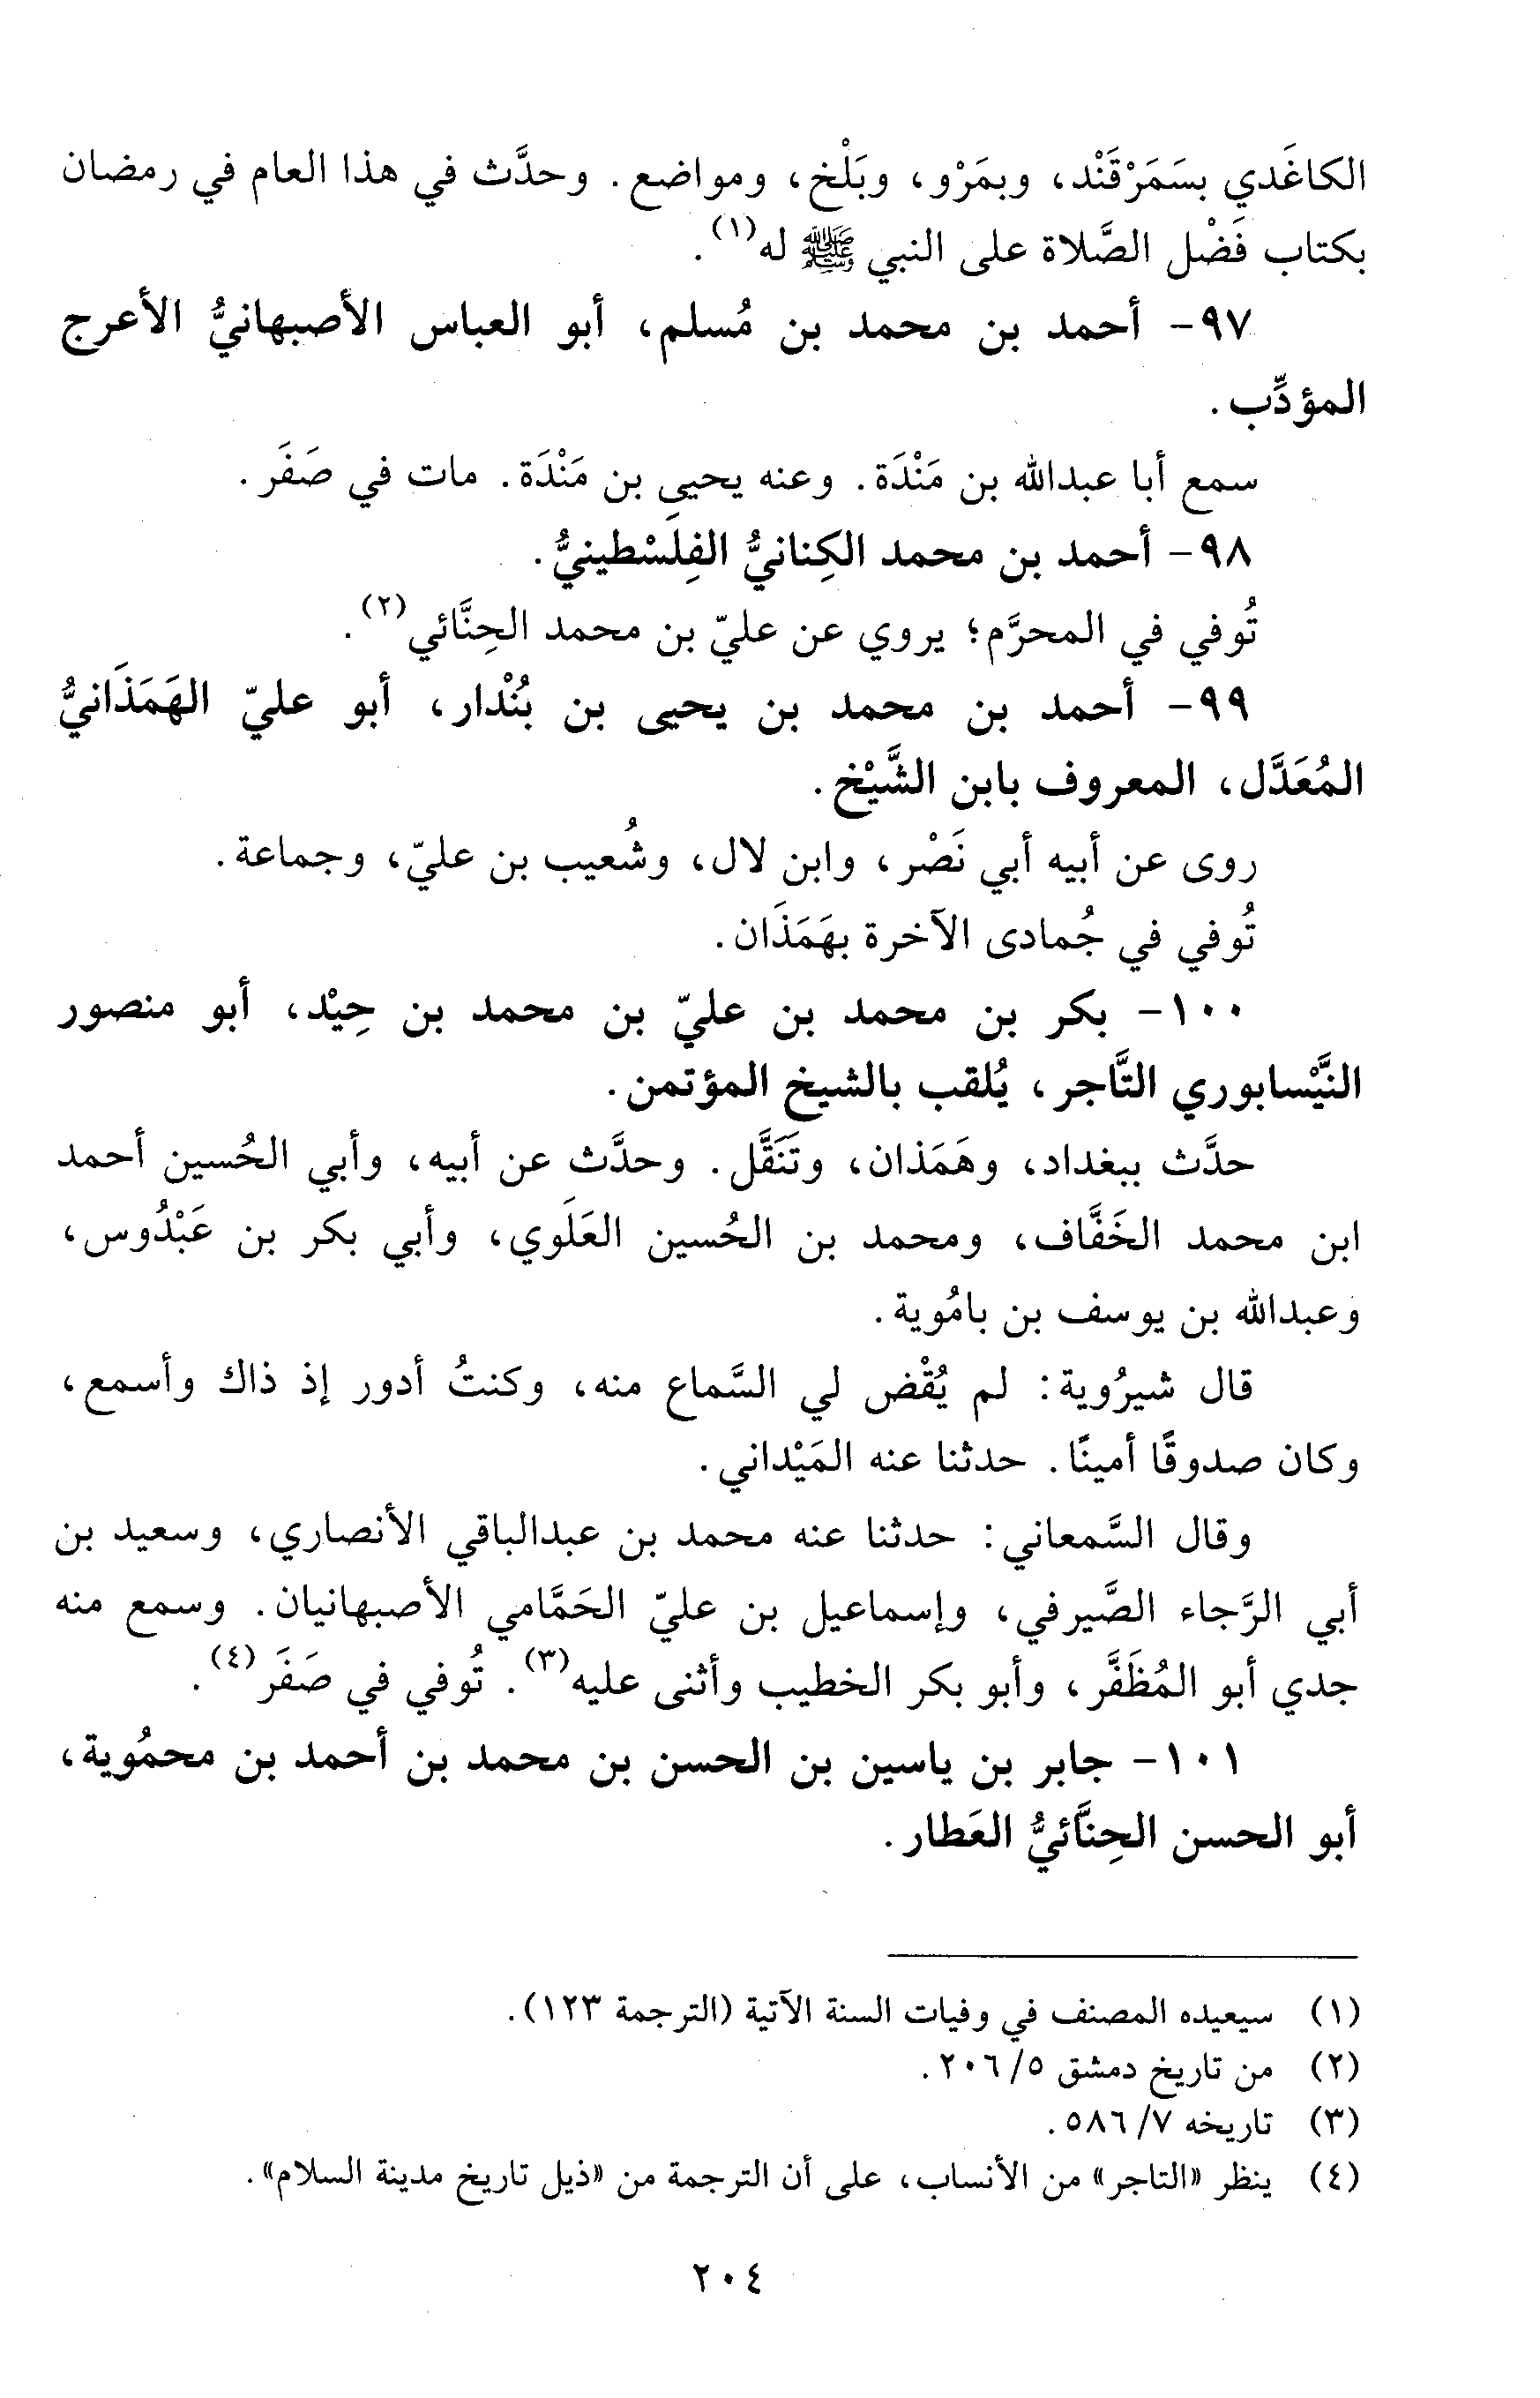 الكاغَدي بسَمَرْقَنْد، وبمَرْو، وبَلْخ، ومواضع. وحدَّث في هذا العام في رمضان
بكتاب فَضْل الصَّلاة على النبي ﷺ له(١).
٩٧- أحمد بن محمد بن مُسلم، أبو العباس الأصبهانيُّ الأعرج
المؤدِّب.
سمع أبا عبدالله بن مَنْدَة. وعنه يحيى بن مَنْدَة. مات في صَفَر.
٩٨- أحمد بن محمد الكِنانيُّ الفِلَسْطينيُّ.
تُوفي في المحرَّم؛ يروي عن عليّ بن محمد الحِنَّائي(٢).
٩٩- أحمد بن محمد بن يحيى بن بُنْدار، أبو عليّ الهَمَذَانيُّ
المُعَدَّل، المعروف بابن الشَّيْخ.
روى عن أبيه أبي نَصْر، وابن لال، وشُعيب بن عليّ، وجماعة.
تُوفي في جُمادى الآخرة بهَمَذَان.
١٠٠- بكر بن محمد بن عليّ بن محمد بن حِيْد، أبو منصور
النَّيْسابوري التَّاجر، يُلقب بالشيخ المؤتمن.
حدَّث ببغداد، وهَمَذان، وتَنَقَّل. وحدَّث عن أبيه، وأبي الحُسين أحمد
ابن محمد الخَفَّاف، ومحمد بن الحُسين العَلَوي، وأبي بكر بن عَبْدُوس،
وعبدالله بن يوسف بن بامُوية.
قال شيرُوية: لم يُقْض لي السَّماع منه، وكنتُ أدور إذ ذاك وأسمع،
وكان صدوقًا أمينًا. حدثنا عنه المَيْداني.
وقال السَّمعاني: حدثنا عنه محمد بن عبدالباقي الأنصاري، وسعيد بن
أبي الرَّجاء الصَّيرفي، وإسماعيل بن عليّ الحَمَّامي الأصبهانيان. وسمع منه
جدي أبو المُظَفَّر، وأبو بكر الخطيب وأثنى عليه(٣). تُوفي في صَفَر(٤).
١٠١- جابر بن ياسين بن الحسن بن محمد بن أحمد بن محمُوية،
أبو الحسن الحِنَّائيُّ العَطار.
(١) سيعيده المصنف في وفيات السنة الآتية (الترجمة ١٢٣).
(٢) من تاريخ دمشق ٥/ ٢٠٦.
(٣) تاريخه ٧/ ٥٨٦.
(٤) ينظر «التاجر» من الأنساب، على أن الترجمة من «ذيل تاريخ مدينة السلام».
٢٠٤